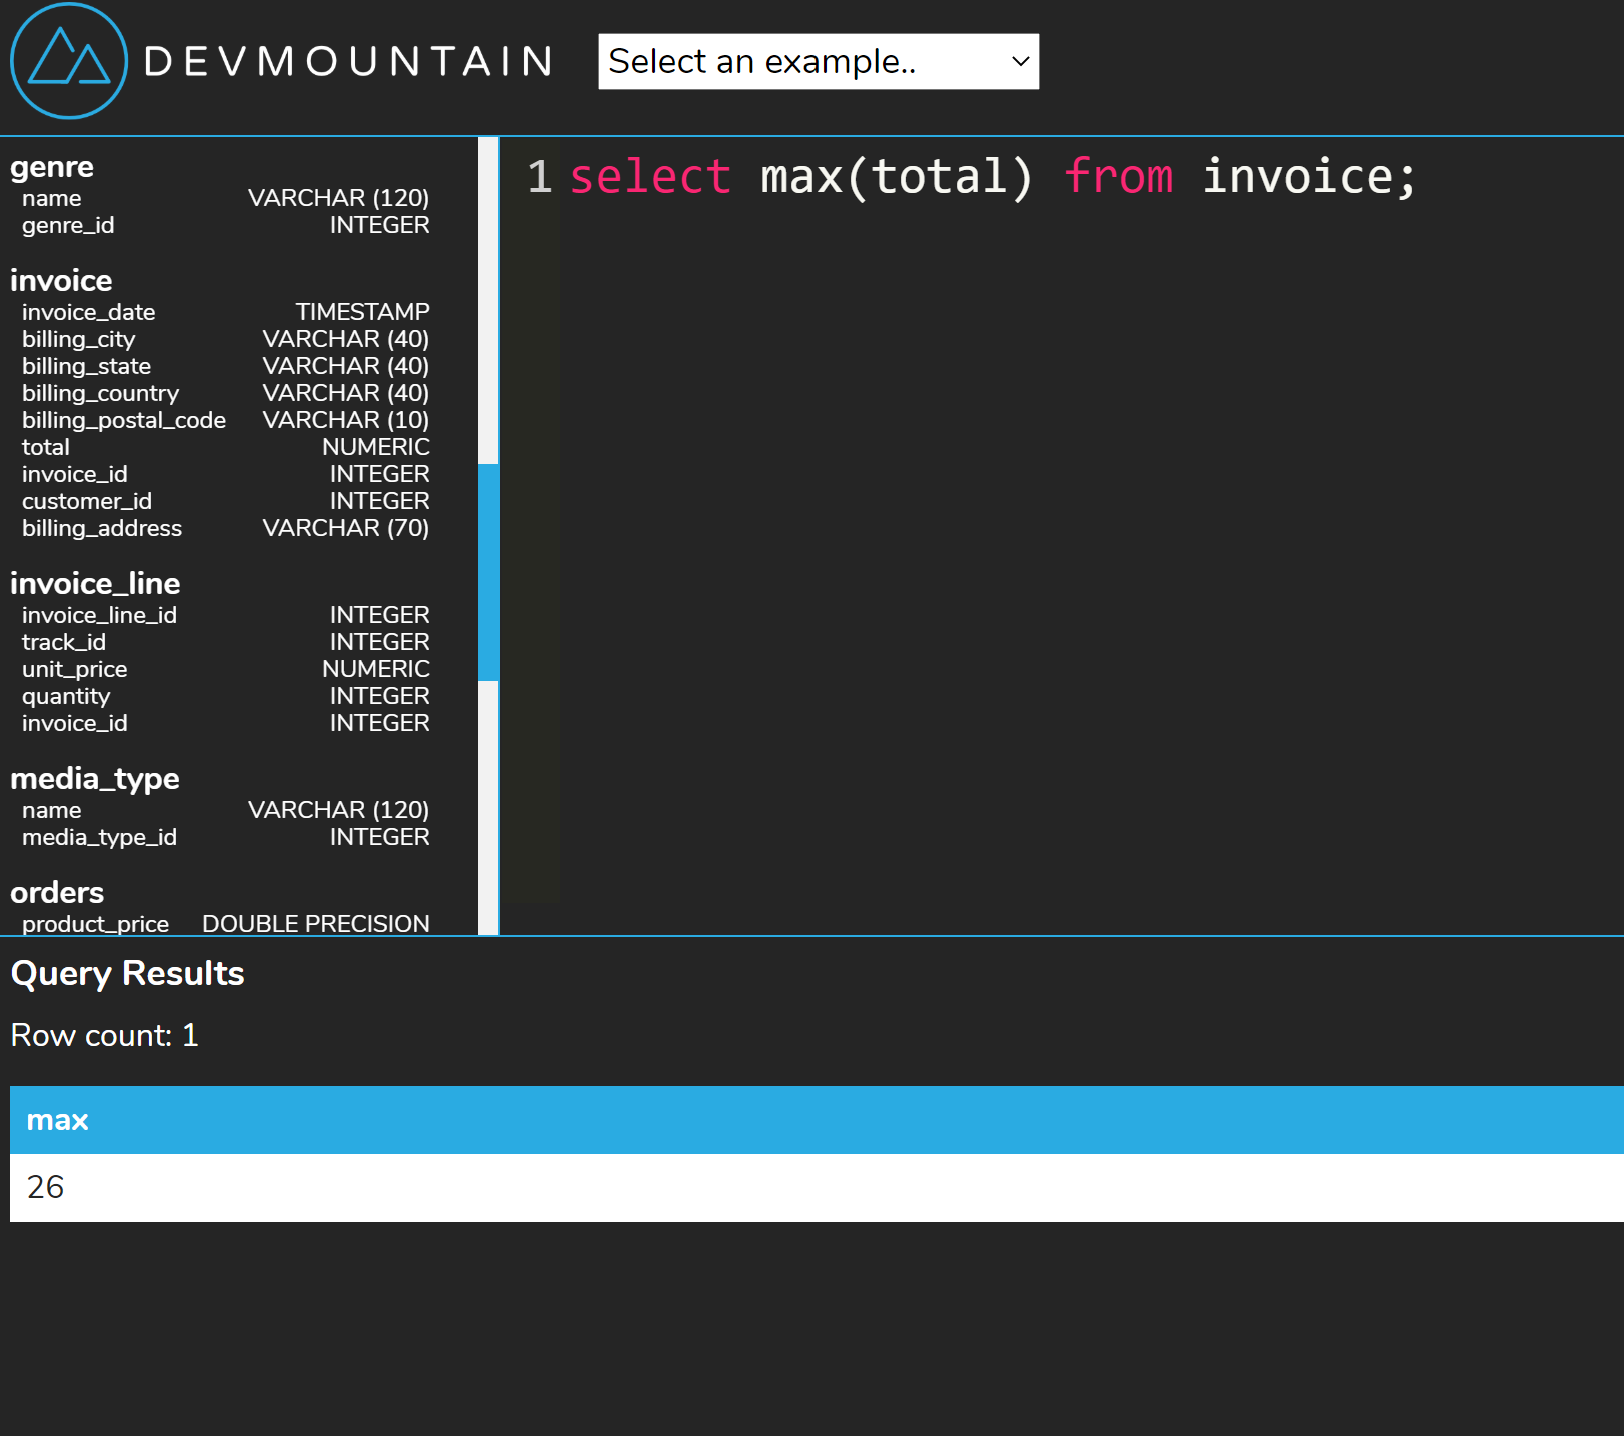 DEVMOUNTAIN Select an example..
genre
name VARCHAR (120)
genre_id INTEGER
invoice
invoice_date TIMESTAMP
billing_city VARCHAR (40)
billing_state VARCHAR (40)
billing_country VARCHAR (40)
billing_postal_code VARCHAR (10)
total NUMERIC
invoice_id INTEGER
customer_id INTEGER
billing_address VARCHAR (70)
invoice_line
invoice_line_id INTEGER
track_id INTEGER
unit_price NUMERIC
quantity INTEGER
invoice_id INTEGER
media_type
name VARCHAR (120)
media_type_id INTEGER
orders
product_price DOUBLE PRECISION
1 select max(total) from invoice;
Query Results
Row count: 1
max
26